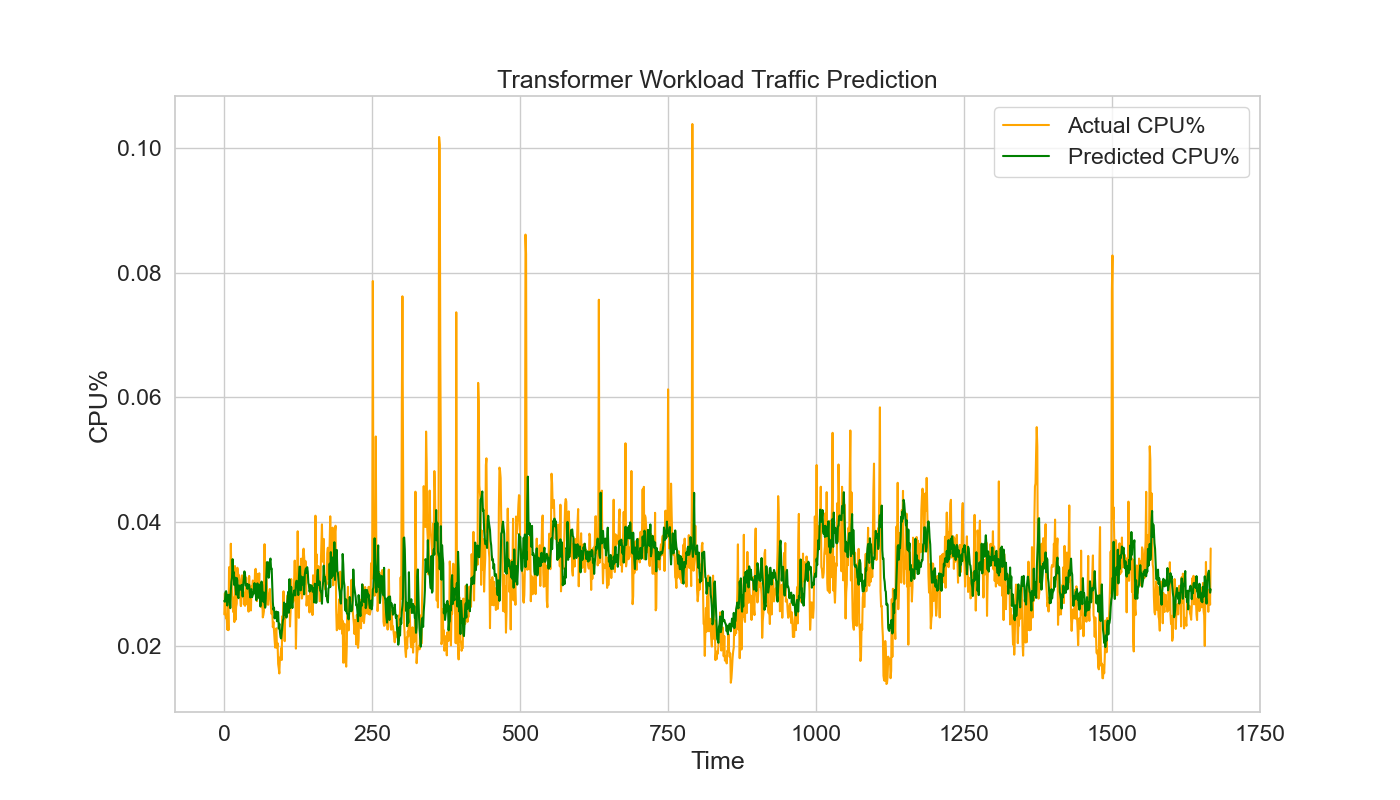 Transformer Workload Traffic Prediction
Actual CPU%
Predicted CPU%
CPU%
0.10
0.08
0.06
0.04
0.02
0 250 500 750 1000 1250 1500 1750
Time